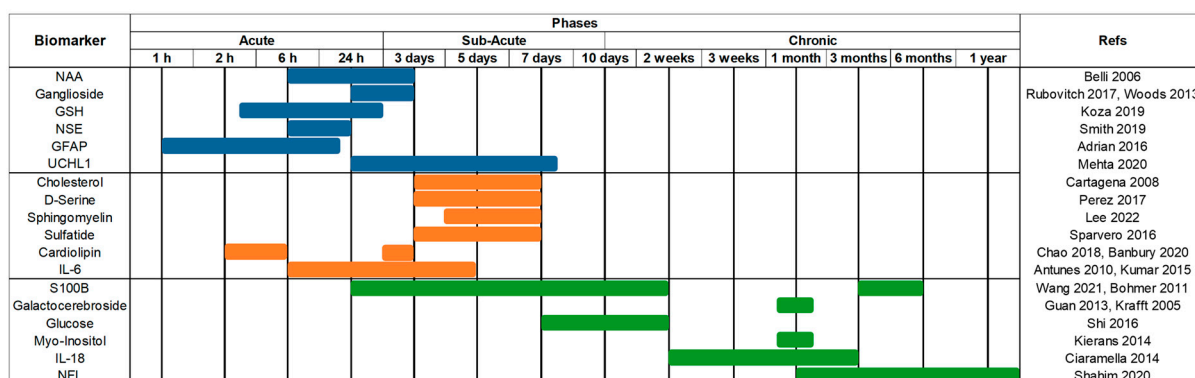 Phases
Biomarker Acute Sub-Acute Chronic Refs
1 h 2 h 6 h 24 h 3 days 5 days 7 days 10 days 2 weeks 3 weeks 1 month 3 months 6 months 1 year
NAA Belli 2006
Ganglioside Rubovitch 2017, Woods 2013
GSH Koza 2019
NSE Smith 2019
GFAP Adrian 2016
UCHL1 Mehta 2020
Cholesterol Cartagena 2008
D-Serine Perez 2017
Sphingomyelin Lee 2022
Sulfatide Sparvero 2016
Cardiolipin Chao 2018, Banbury 2020
IL-6 Antunes 2010, Kumar 2015
S100B Wang 2021, Bohmer 2011
Galactocerebroside Guan 2013, Krafft 2005
Glucose Shi 2016
Myo-Inositol Kierans 2014
IL-18 Ciaramella 2014
NFL Shahim 2020